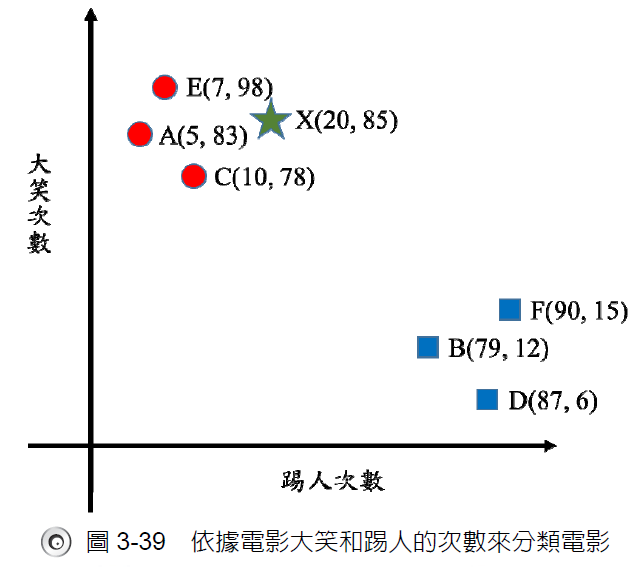 E(7, 98)
X(20, 85)
A(5, 83)
C(10, 78)
大笑次數
F(90, 15)
B(79, 12)
D(87, 6)
踢人次數
圖 3-39 依據電影大笑和踢人的次數來分類電影